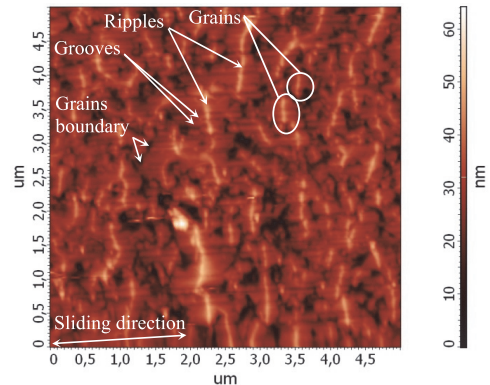 Ripples
Grains
Grooves
Grains
boundary
Sliding direction
um
4,5
4,0
3,5
3,0
2,5
2,0
1,5
1,0
0,5
0
0 0,5 1,0 1,5 2,0 2,5 3,0 3,5 4,0 4,5
um
60
50
40
30
20
10
0
nm